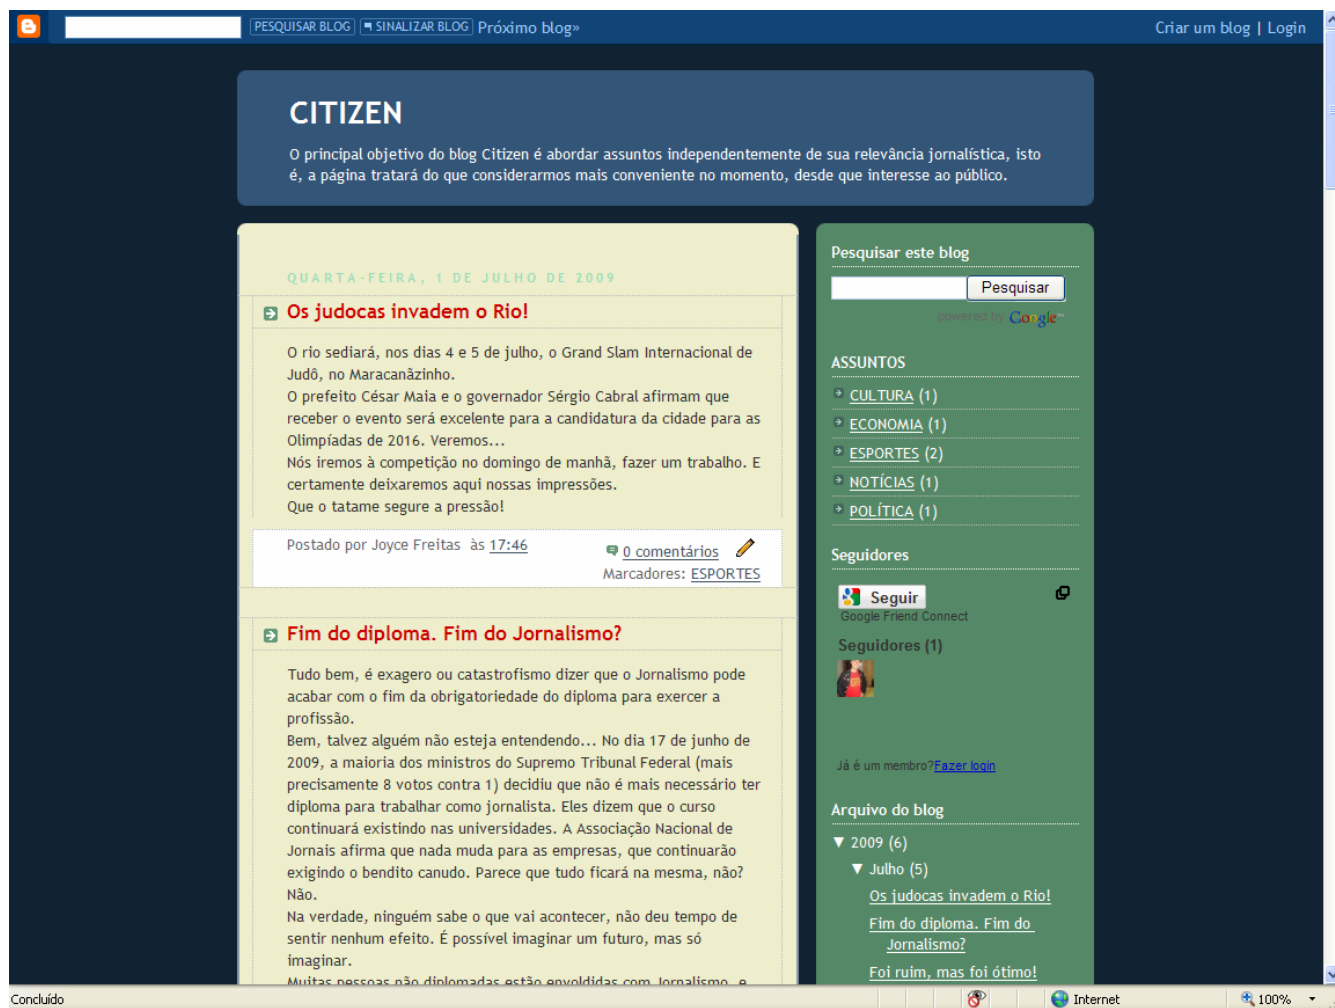 PESQUISAR BLOG SINALIZAR BLOG Próximo blog»
Criar um blog | Login
CITIZEN
O principal objetivo do blog Citizen é abordar assuntos independentemente de sua relevância jornalística, isto
é, a página tratará do que considerarmos mais conveniente no momento, desde que interesse ao público.
QUARTA-FEIRA, 1 DE JULHO DE 2009
Os judocas invadem o Rio!
O rio sediará, nos dias 4 e 5 de julho, o Grand Slam Internacional de
Judô, no Maracanãzinho.
O prefeito César Maia e o governador Sérgio Cabral afirmam que
receber o evento será excelente para a candidatura da cidade para as
Olimpíadas de 2016. Veremos...
Nós iremos à competição no domingo de manhã, fazer um trabalho. E
certamente deixaremos aqui nossas impressões.
Que o tatame segure a pressão!
Postado por Joyce Freitas às 17:46
0 comentários
Marcadores: ESPORTES
Fim do diploma. Fim do Jornalismo?
Tudo bem, é exagero ou catastrofismo dizer que o Jornalismo pode
acabar com o fim da obrigatoriedade do diploma para exercer a
profissão.
Bem, talvez alguém não esteja entendendo... No dia 17 de junho de
2009, a maioria dos ministros do Supremo Tribunal Federal (mais
precisamente 8 votos contra 1) decidiu que não é mais necessário ter
diploma para trabalhar como jornalista. Eles dizem que o curso
continuará existindo nas universidades. A Associação Nacional de
Jornais afirma que nada muda para as empresas, que continuarão
exigindo o bendito canudo. Parece que tudo ficará na mesma, não?
Não.
Na verdade, ninguém sabe o que vai acontecer, não deu tempo de
sentir nenhum efeito. É possível imaginar um futuro, mas só
imaginar.
Muitas pessoas não diplomadas estão envoldidas com Jornalismo, e
Pesquisar este blog
Pesquisar
powered by Google™
ASSUNTOS
CULTURA (1)
ECONOMIA (1)
ESPORTES (2)
NOTÍCIAS (1)
POLÍTICA (1)
Seguidores
Seguir
Google Friend Connect
Seguidores (1)
Já é um membro?Fazer login
Arquivo do blog
▼ 2009 (6)
▼ Julho (5)
Os judocas invadem o Rio!
Fim do diploma. Fim do
Jornalismo?
Foi ruim, mas foi ótimo!
Concluído
Internet
100%